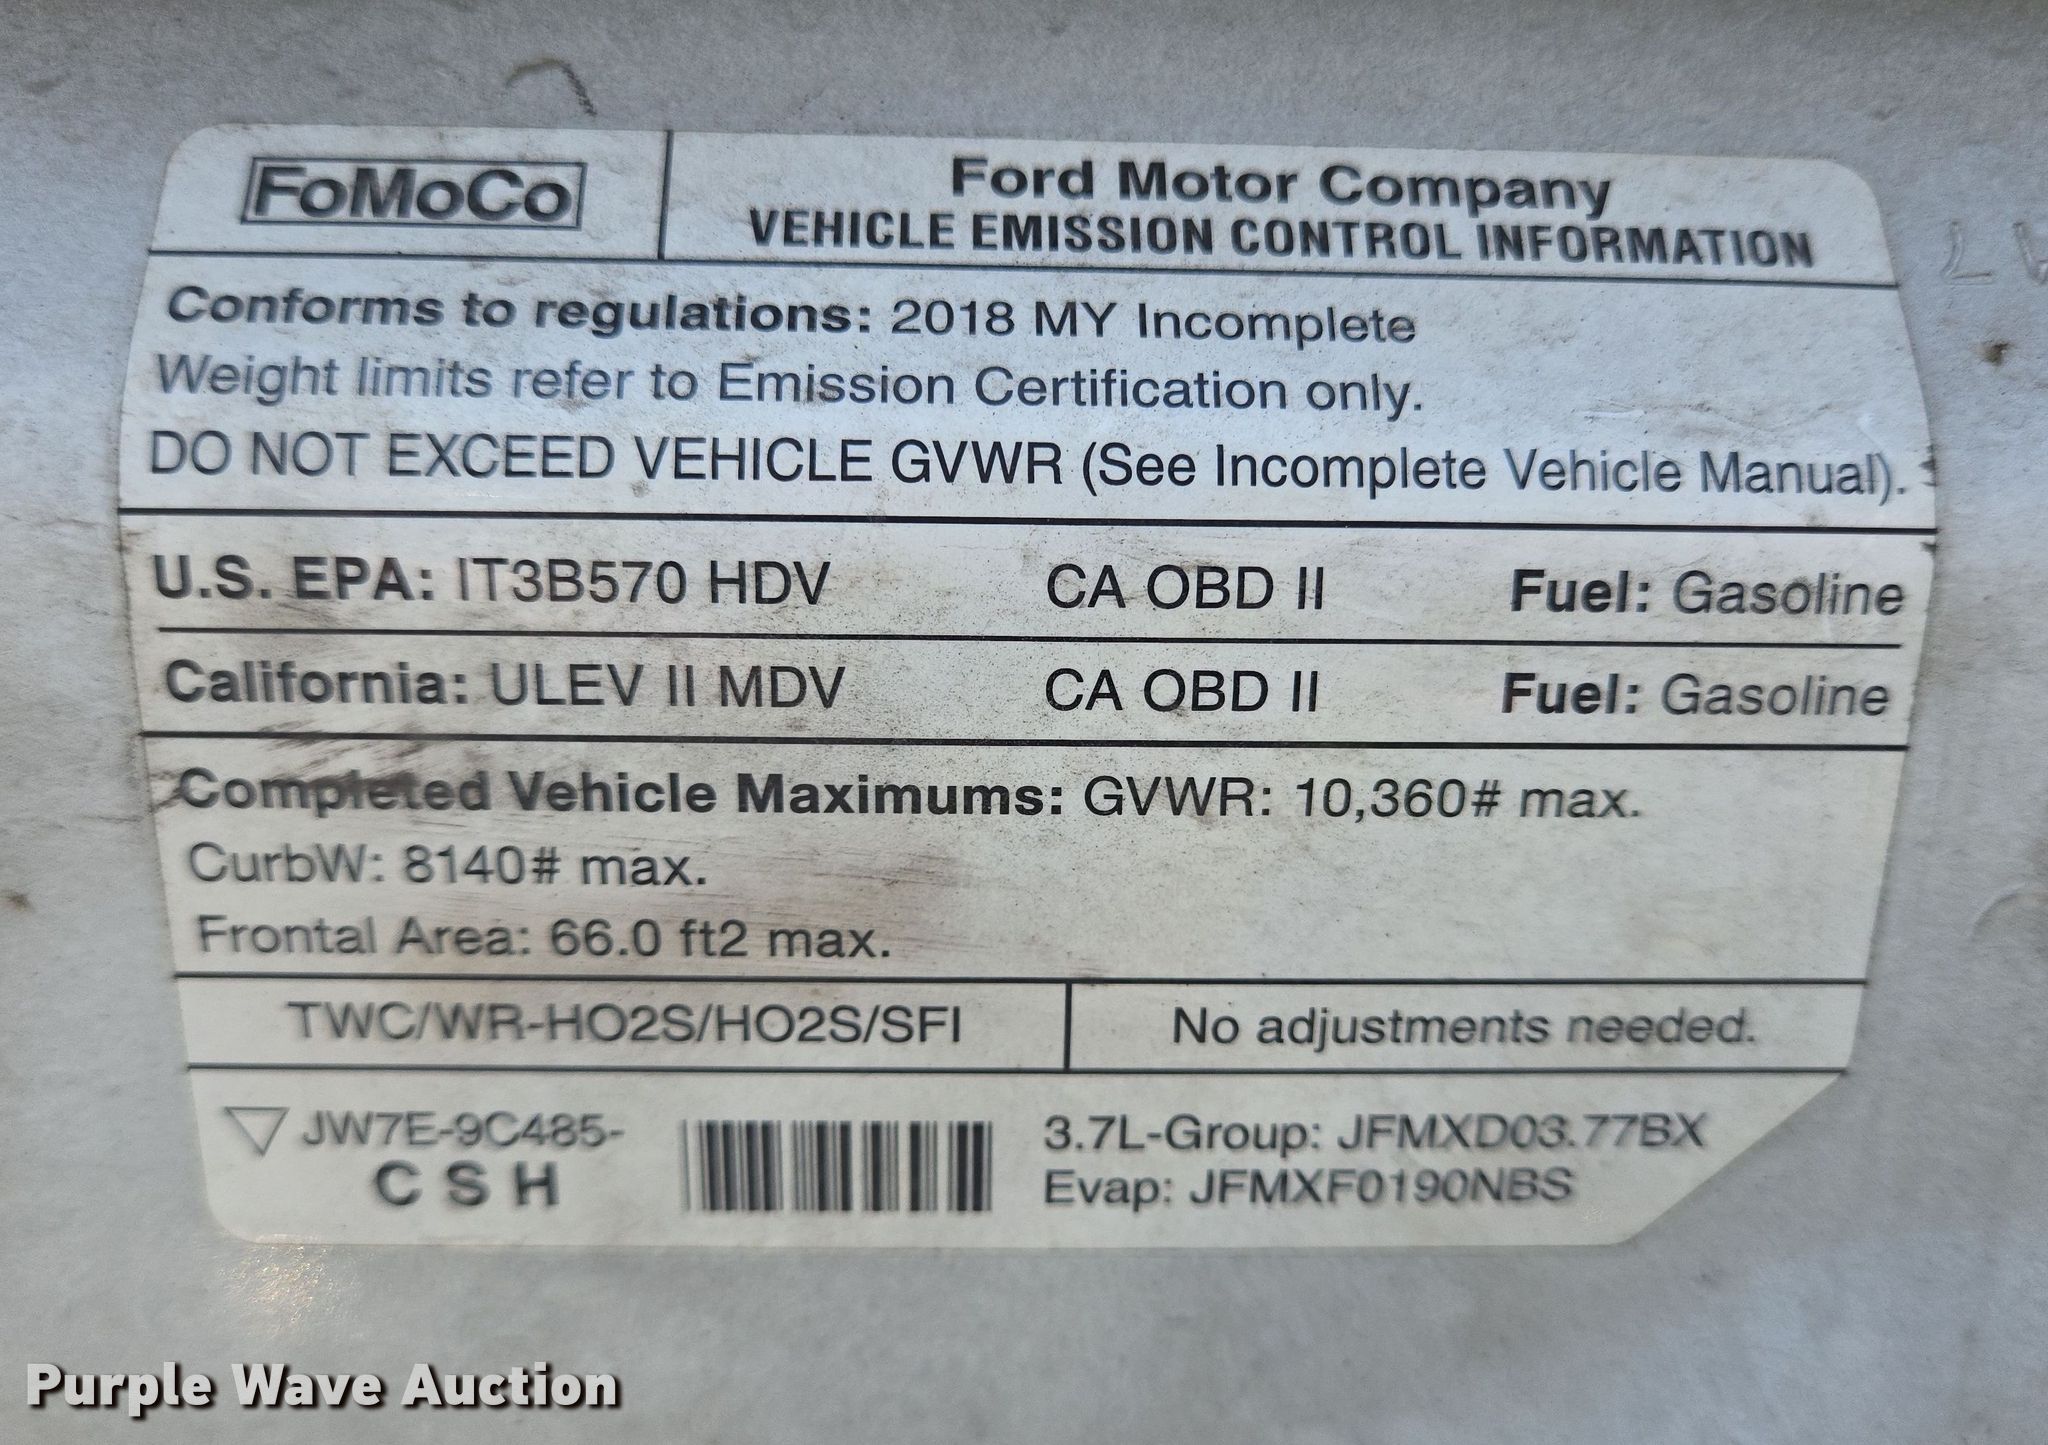 FoMoCo
Ford Motor Company
VEHICLE EMISSION CONTROL INFORMATION
Conforms to regulations: 2018 MY Incomplete
Weight limits refer to Emission Certification only.
DO NOT EXCEED VEHICLE GVWR (See Incomplete Vehicle Manual).
U.S. EPA: IT3B570 HDV CA OBD II Fuel: Gasoline
California: ULEV II MDV CA OBD II Fuel: Gasoline
Completed Vehicle Maximums: GVWR: 10,360# max.
CurbW: 8140# max.
Frontal Area: 66.0 ft2 max.
TWC/WR-HO2S/HO2S/SFI No adjustments needed.
JW7E-9C485-
C S H
3.7L-Group: JFMXD03.77BX
Evap: JFMXF0190NBS
Purple Wave Auction